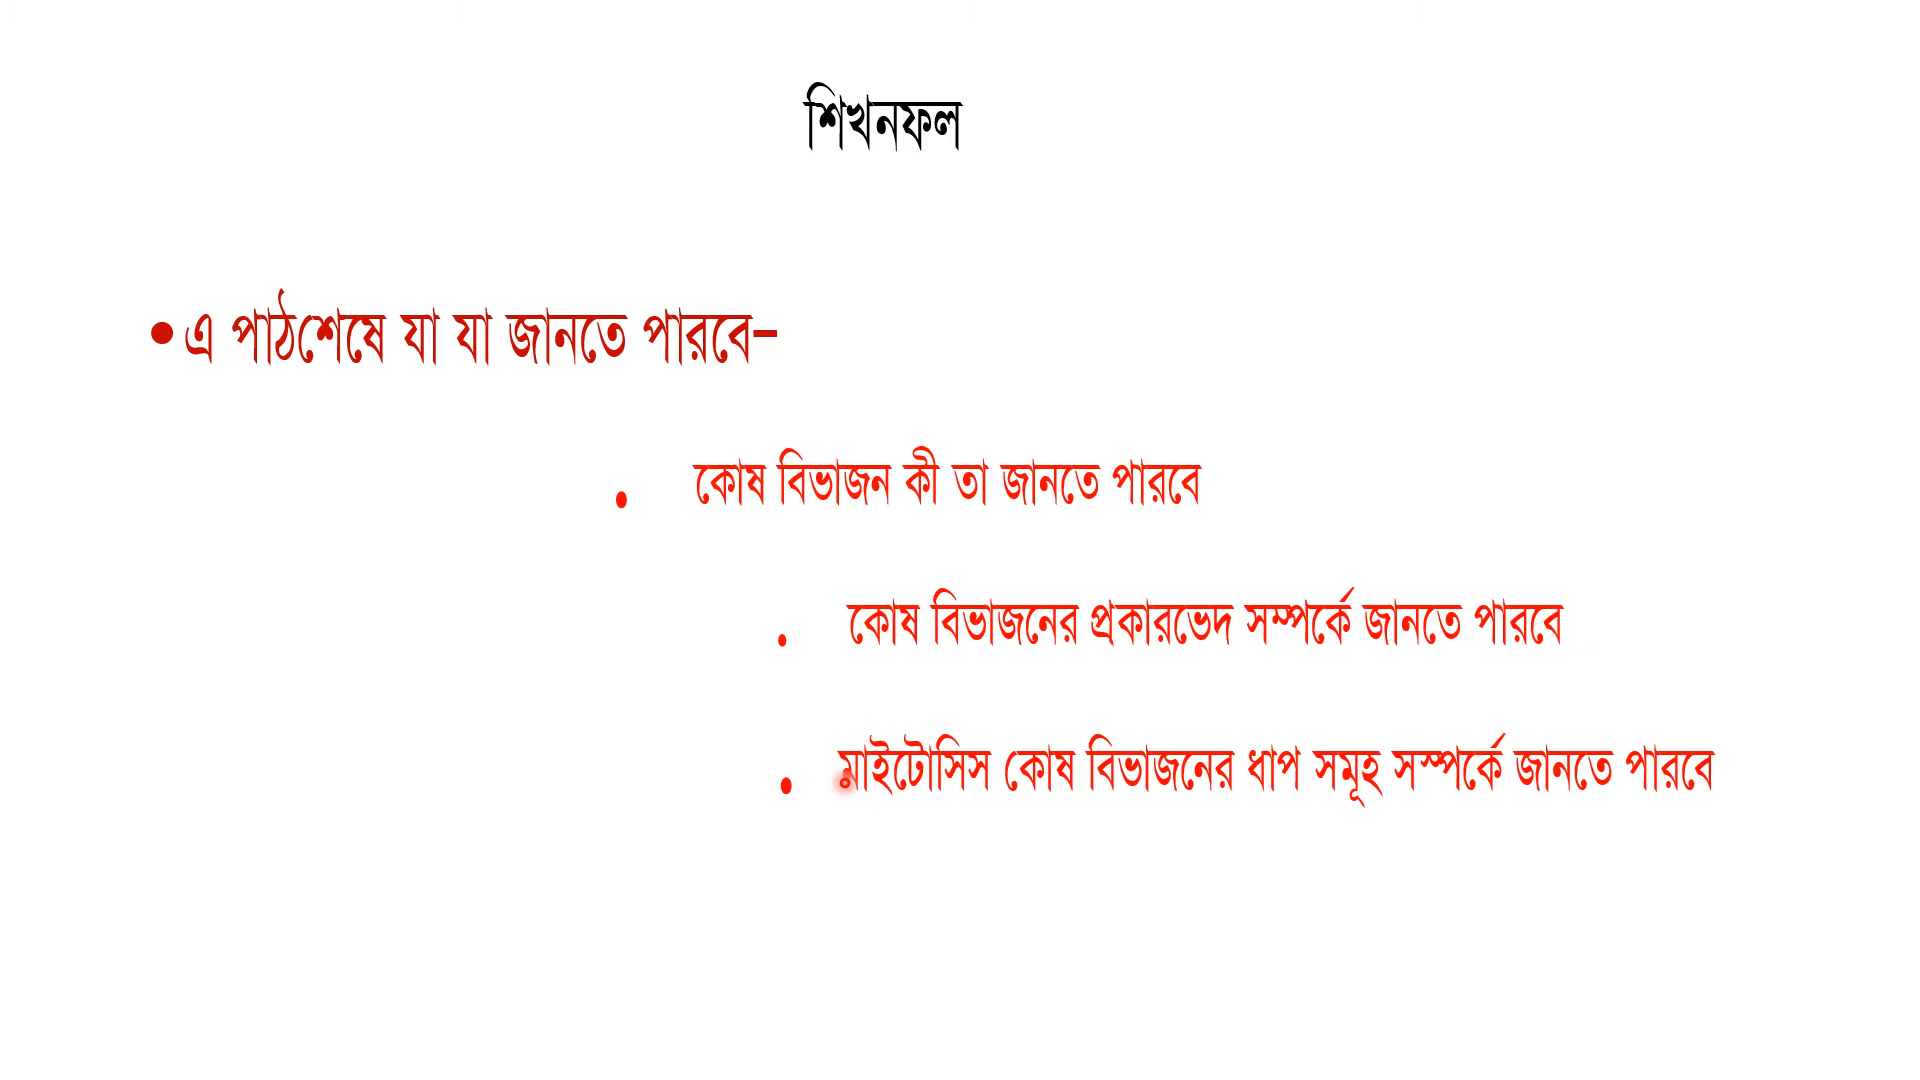 শিখনফল
•এ পাঠশেষে যা যা জানতে পারবে-
. কোষ বিভাজন কী তা জানতে পারবে
. কোষ বিভাজনের প্রকারভেদ সম্পর্কে জানতে পারবে
. মাইটোসিস কোষ বিভাজনের ধাপ সমূহ সস্পর্কে জানতে পারবে